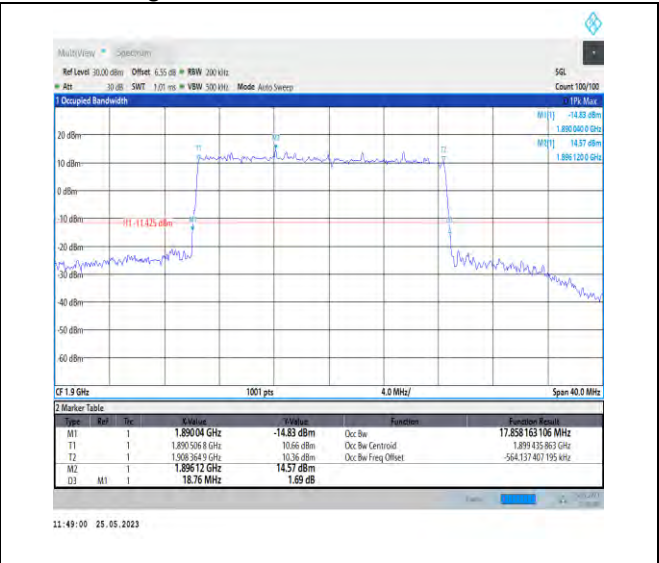 MultiView Spectrum
Ref Level 30.00 dBm Offset 6.55 dB RBW 200 kHz SGL
Att 30 dB SWT 1.01 ms VBW 500 kHz Mode Auto Sweep Count 100/100
1 Occupied Bandwidth 1Pk Max
M1[1] -14.83 dBm
1.890 040 0 GHz
20 dBm M2[1] 14.57 dBm
1.896 120 0 GHz
T1 M2 T2
10 dBm
0 dBm
-10 dBm
H1 -11.425 dBm M1
-20 dBm
-30 dBm
-40 dBm
-50 dBm
-60 dBm
CF 1.9 GHz 1001 pts 4.0 MHz/ Span 40.0 MHz
2 Marker Table
Type Ref Trc X-Value Y-Value Function Function Result
M1 1 1.89004 GHz -14.83 dBm Occ Bw 17.858 163 106 MHz
T1 1 1.890 506 8 GHz 10.66 dBm Occ Bw Centroid 1.899 435 863 GHz
T2 1 1.908 364 9 GHz 10.36 dBm Occ Bw Freq Offset -564.137 407 195 kHz
M2 1 1.89612 GHz 14.57 dBm
D3 M1 1 18.76 MHz 1.69 dB
11:49:00 25.05.2023